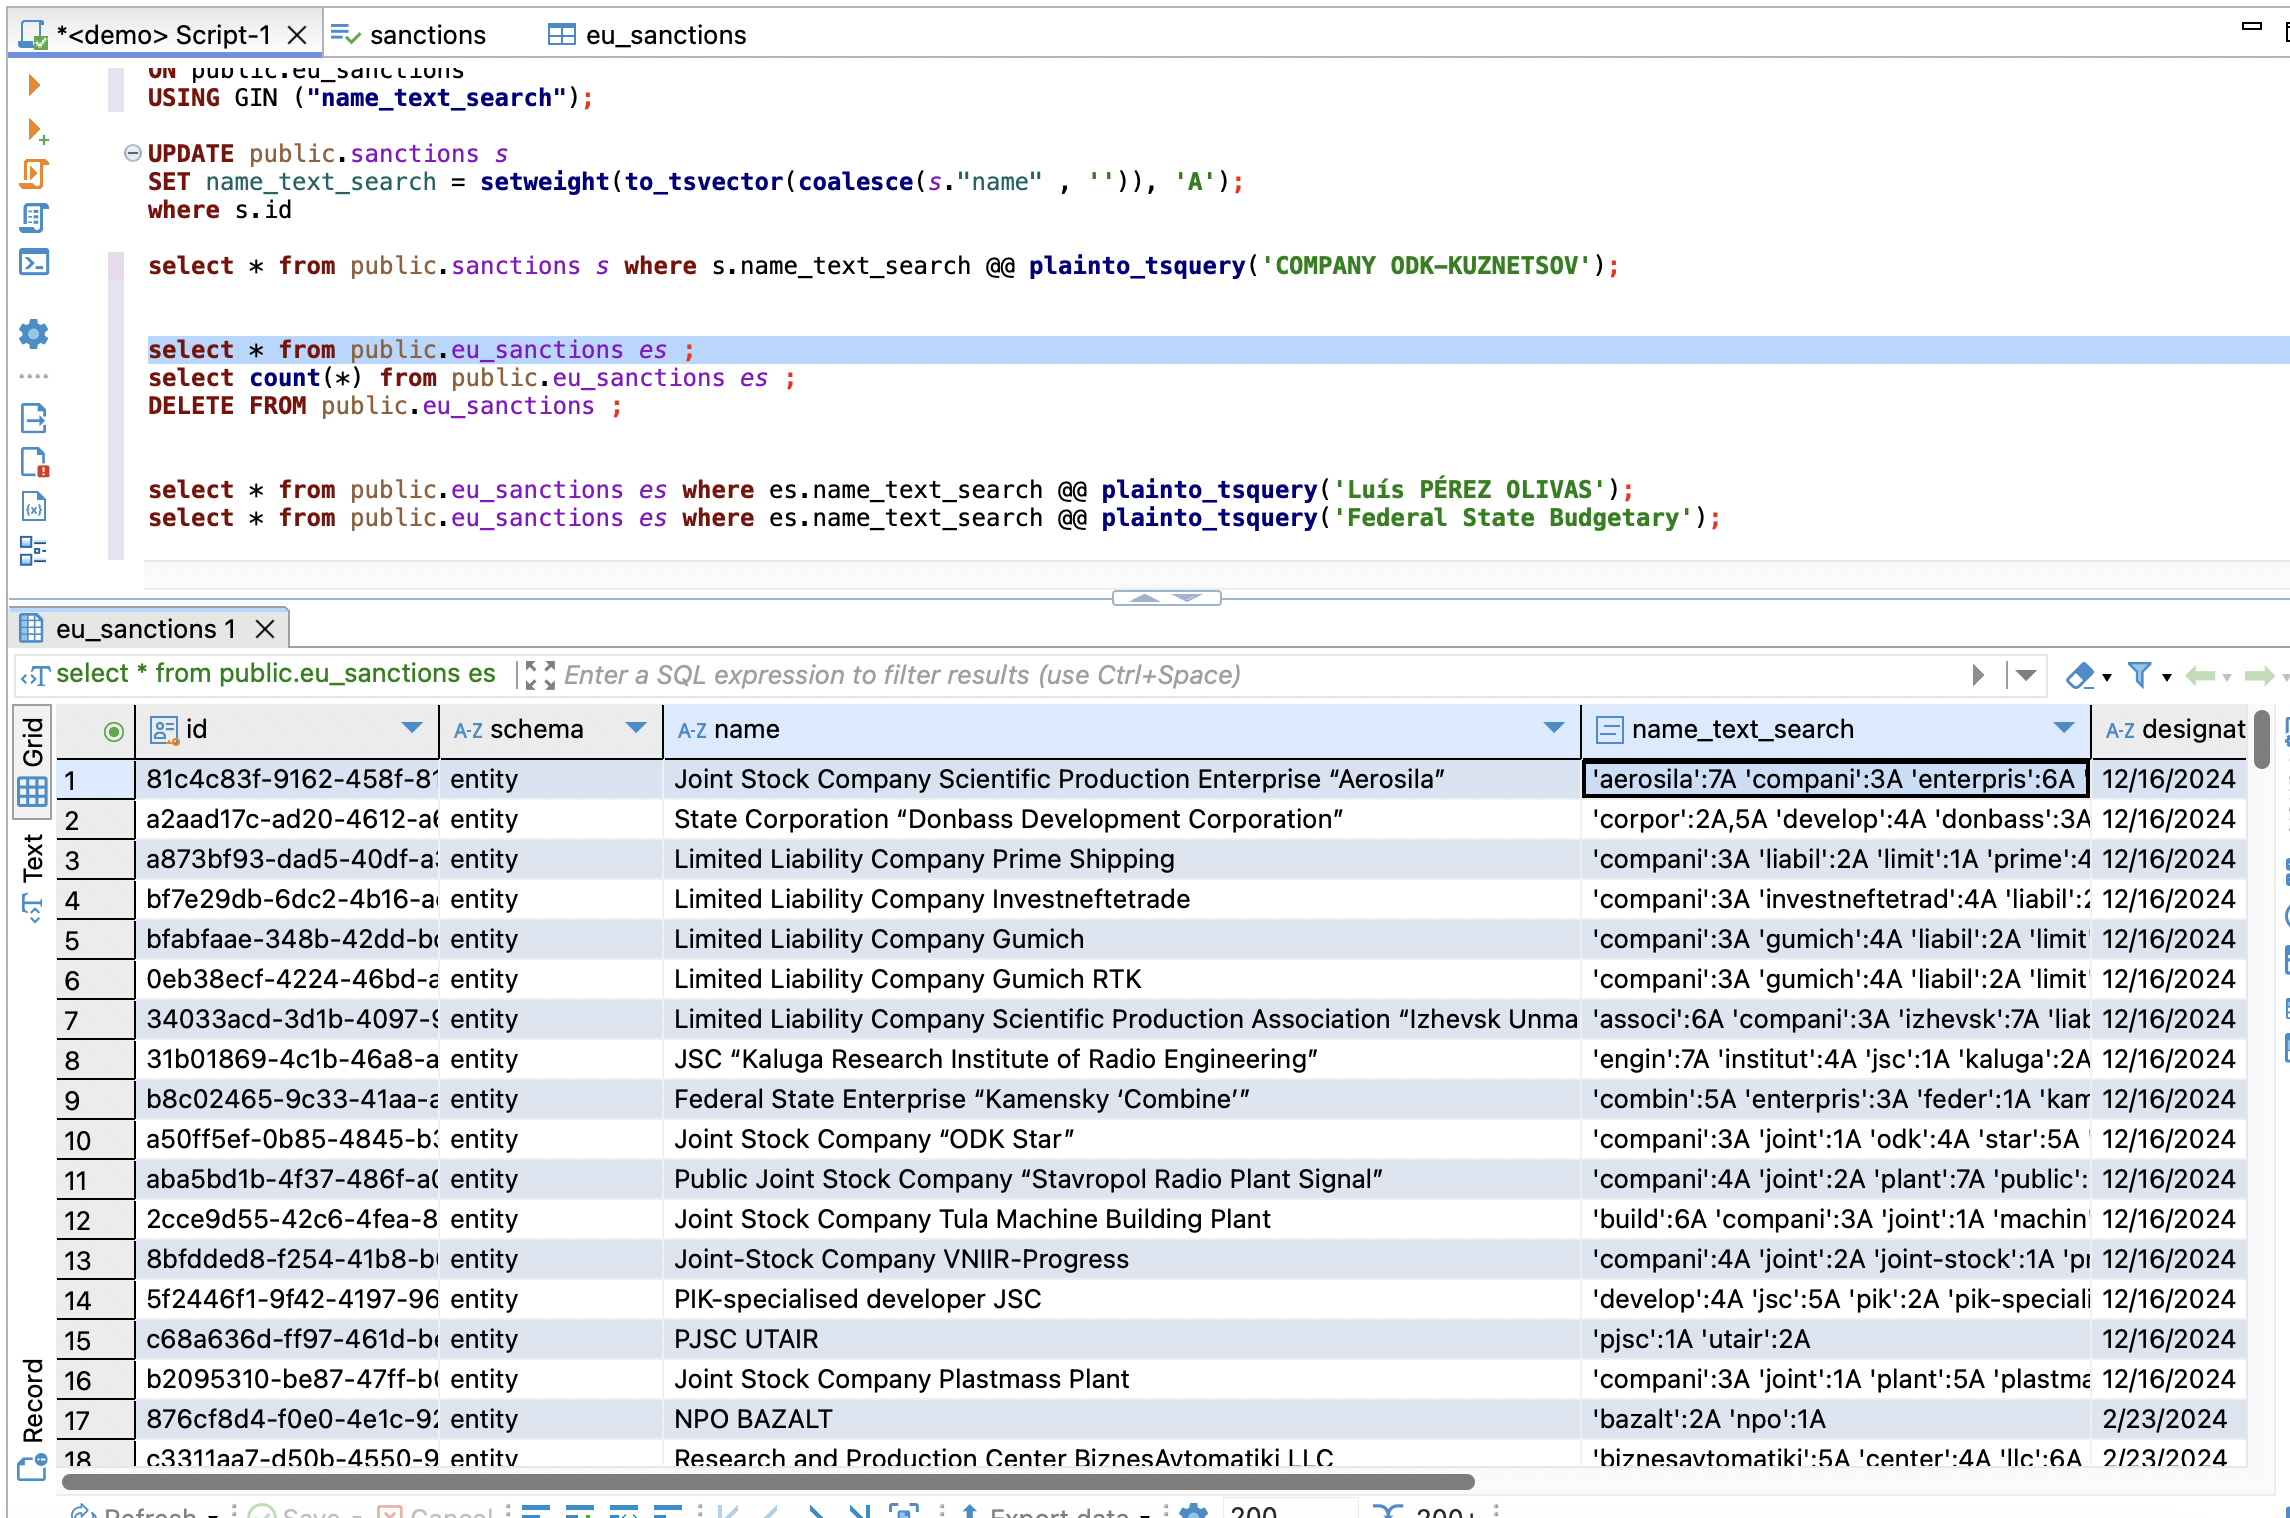 *<demo> Script-1
sanctions
eu_sanctions
ON public.eu_sanctions
USING GIN ("name_text_search");
UPDATE public.sanctions s
SET name_text_search = setweight(to_tsvector(coalesce(s."name" , '')), 'A');
where s.id
select * from public.sanctions s where s.name_text_search @@ plainto_tsquery('COMPANY ODK-KUZNETSOV');
select * from public.eu_sanctions es ;
select count(*) from public.eu_sanctions es ;
DELETE FROM public.eu_sanctions ;
select * from public.eu_sanctions es where es.name_text_search @@ plainto_tsquery('Luís PÉREZ OLIVAS');
select * from public.eu_sanctions es where es.name_text_search @@ plainto_tsquery('Federal State Budgetary');
eu_sanctions 1
select * from public.eu_sanctions es
Enter a SQL expression to filter results (use Ctrl+Space)
Grid
Text
Record
id A-Z schema A-Z name name_text_search A-Z designat
1 81c4c83f-9162-458f-81 entity Joint Stock Company Scientific Production Enterprise “Aerosila” 'aerosila':7A 'compani':3A 'enterpris':6A ' 12/16/2024
2 a2aad17c-ad20-4612-a6 entity State Corporation “Donbass Development Corporation” 'corpor':2A,5A 'develop':4A 'donbass':3A 12/16/2024
3 a873bf93-dad5-40df-a3 entity Limited Liability Company Prime Shipping 'compani':3A 'liabil':2A 'limit':1A 'prime':4 12/16/2024
4 bf7e29db-6dc2-4b16-a entity Limited Liability Company Investneftetrade 'compani':3A 'investneftetrad':4A 'liabil':2 12/16/2024
5 bfabfaae-348b-42dd-b entity Limited Liability Company Gumich 'compani':3A 'gumich':4A 'liabil':2A 'limit' 12/16/2024
6 0eb38ecf-4224-46bd-a entity Limited Liability Company Gumich RTK 'compani':3A 'gumich':4A 'liabil':2A 'limit' 12/16/2024
7 34033acd-3d1b-4097-9 entity Limited Liability Company Scientific Production Association “Izhevsk Unma 'associ':6A 'compani':3A 'izhevsk':7A 'liab 12/16/2024
8 31b01869-4c1b-46a8-a entity JSC “Kaluga Research Institute of Radio Engineering” 'engin':7A 'institut':4A 'jsc':1A 'kaluga':2A 12/16/2024
9 b8c02465-9c33-41aa-a entity Federal State Enterprise “Kamensky ‘Combine’” 'combin':5A 'enterpris':3A 'feder':1A 'kam 12/16/2024
10 a50ff5ef-0b85-4845-b3 entity Joint Stock Company “ODK Star” 'compani':3A 'joint':1A 'odk':4A 'star':5A ' 12/16/2024
11 aba5bd1b-4f37-486f-a0 entity Public Joint Stock Company “Stavropol Radio Plant Signal” 'compani':4A 'joint':2A 'plant':7A 'public': 12/16/2024
12 2cce9d55-42c6-4fea-8 entity Joint Stock Company Tula Machine Building Plant 'build':6A 'compani':3A 'joint':1A 'machin' 12/16/2024
13 8bfdded8-f254-41b8-b entity Joint-Stock Company VNIIR-Progress 'compani':4A 'joint':2A 'joint-stock':1A 'pr 12/16/2024
14 5f2446f1-9f42-4197-96 entity PIK-specialised developer JSC 'develop':4A 'jsc':5A 'pik':2A 'pik-speciali 12/16/2024
15 c68a636d-ff97-461d-b entity PJSC UTAIR 'pjsc':1A 'utair':2A 12/16/2024
16 b2095310-be87-47ff-b entity Joint Stock Company Plastmass Plant 'compani':3A 'joint':1A 'plant':5A 'plastma 12/16/2024
17 876cf8d4-f0e0-4e1c-92 entity NPO BAZALT 'bazalt':2A 'npo':1A 2/23/2024
18 c3311aa7-d50b-4550-9 entity Research and Production Center BiznesAvtomatiki LLC 'biznesavtomatiki':5A 'center':4A 'llc':6A 2/23/2024
Refresh Save Cancel Export data 200 200+